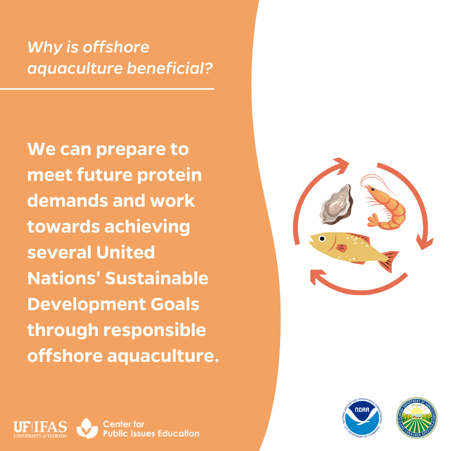 Why is offshore
aquaculture beneficial?
We can prepare to
meet future protein
demands and work
towards achieving
several United
Nations' Sustainable
Development Goals
through responsible
offshore aquaculture.
UF|IFAS
UNIVERSITY of FLORIDA
Center for
Public Issues Education
NOAA